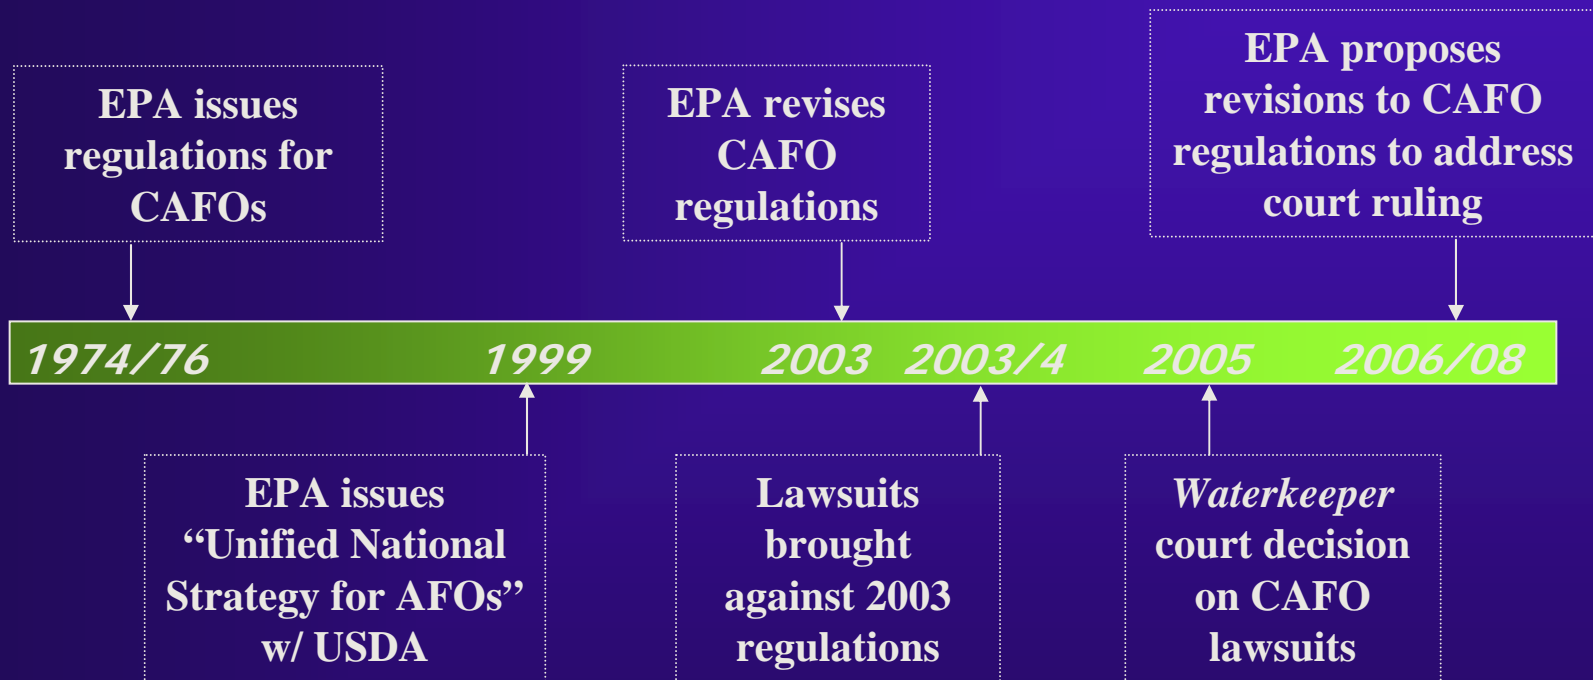 EPA issues
regulations for
CAFOs
EPA revises
CAFO
regulations
EPA proposes
revisions to CAFO
regulations to address
court ruling
1974/76 1999 2003 2003/4 2005 2006/08
EPA issues
“Unified National
Strategy for AFOs”
w/ USDA
Lawsuits
brought
against 2003
regulations
Waterkeeper
court decision
on CAFO
lawsuits